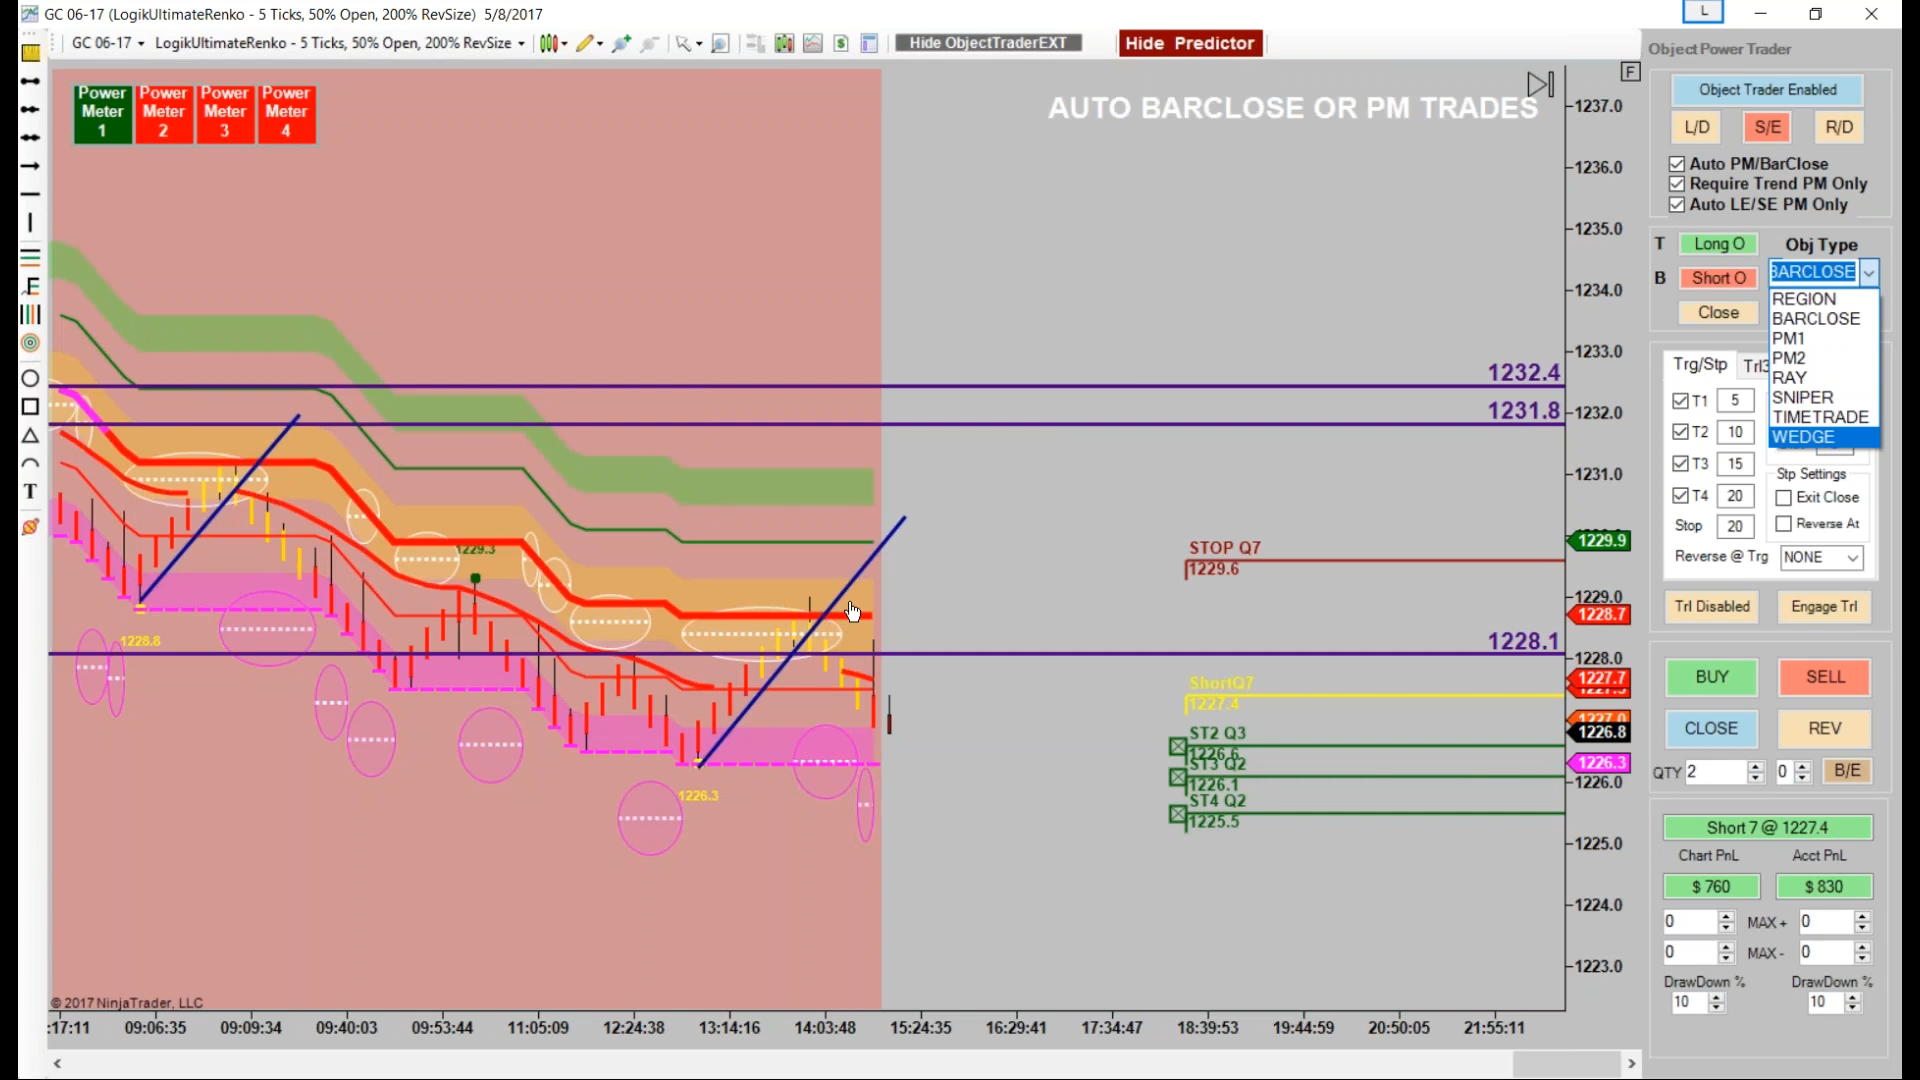 GC 06-17 (LogikUltimateRenko - 5 Ticks, 50% Open, 200% RevSize)  5/8/2017
L
GC 06-17
LogikUltimateRenko - 5 Ticks, 50% Open, 200% RevSize
Hide ObjectTraderEXT
Hide Predictor
Power Meter 1
Power Meter 2
Power Meter 3
Power Meter 4
AUTO BARCLOSE OR PM TRADES
F
1237.0
1236.0
1235.0
1234.0
1233.0
1232.4
1231.8
1232.0
1231.0
1229.3
STOP Q7
1229.6
1229.9
1229.0
1228.7
1228.8
1228.1
1228.0
ShortQ7
1227.4
1227.7
1227.0
1226.8
ST2 Q3
1226.6
ST3 Q2
1226.1
1226.3
1226.3
1226.0
ST4 Q2
1225.5
1225.0
1224.0
1223.0
© 2017 NinjaTrader, LLC
:17:11
09:06:35
09:09:34
09:40:03
09:53:44
11:05:09
12:24:38
13:14:16
14:03:48
15:24:35
16:29:41
17:34:47
18:39:53
19:44:59
20:50:05
21:55:11
T
Object Power Trader
Object Trader Enabled
L/D
S/E
R/D
Auto PM/BarClose
Require Trend PM Only
Auto LE/SE PM Only
T
Long O
Obj Type
B
Short O
BARCLOSE
Close
REGION
BARCLOSE
PM1
PM2
RAY
SNIPER
TIMETRADE
WEDGE
Trg/Stp
Trl3
T1 5
T2 10
T3 15
T4 20
Stop 20
Stp Settings
Exit Close
Reverse At
Reverse @ Trg NONE
Trl Disabled
Engage Trl
BUY
SELL
CLOSE
REV
QTY 2
0
B/E
Short 7 @ 1227.4
Chart PnL
Acct PnL
$ 760
$ 830
0 MAX + 0
0 MAX - 0
DrawDown %
DrawDown %
10
10